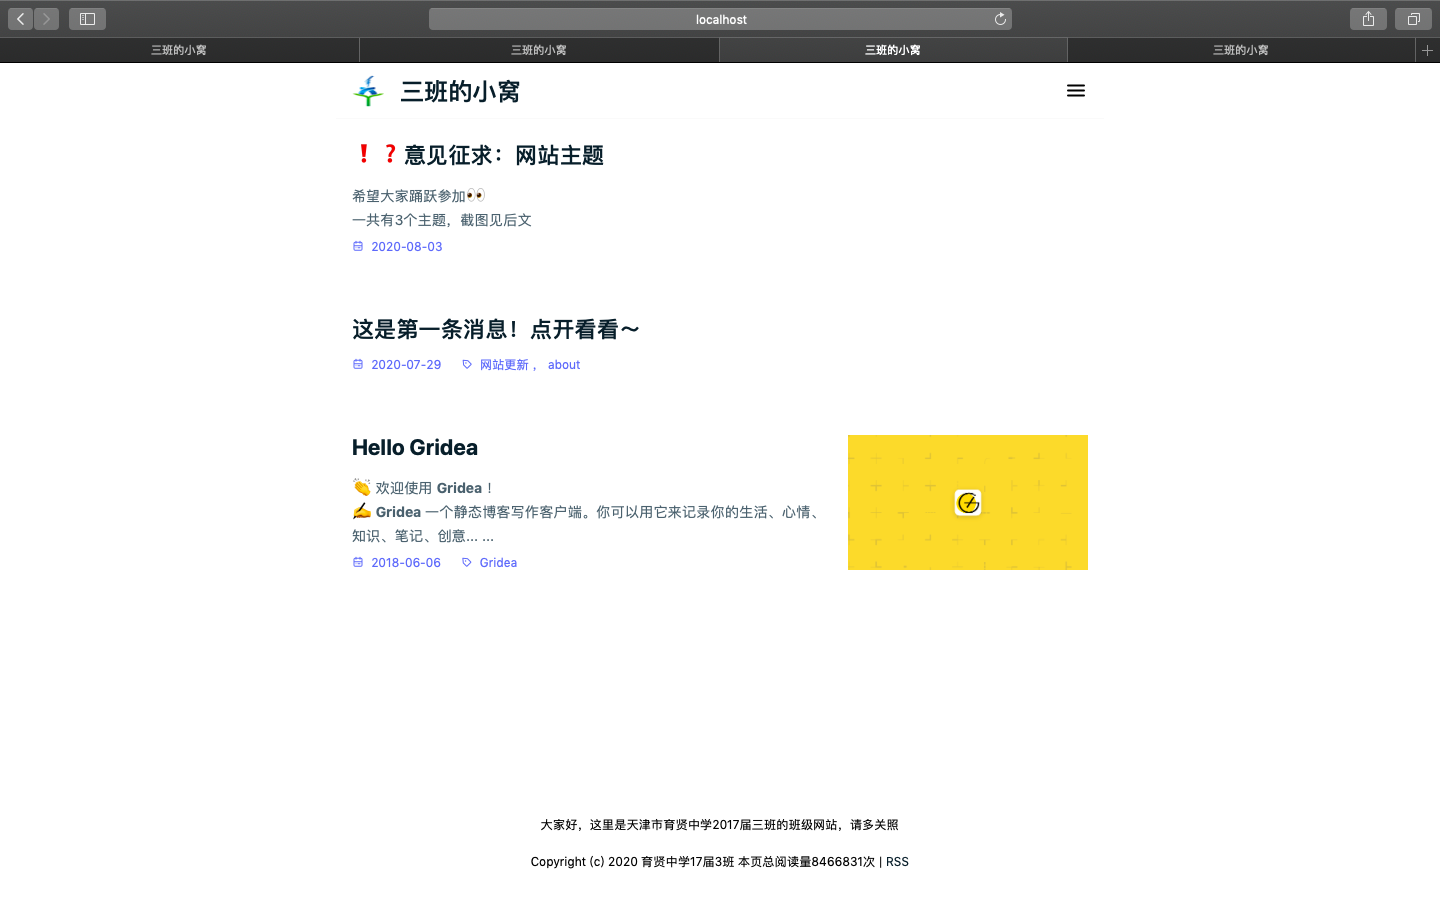 localhost
三班的小窝
三班的小窝
三班的小窝
三班的小窝
三班的小窝
❗❓意见征求：网站主题
希望大家踊跃参加👀
一共有3个主题，截图见后文
2020-08-03
这是第一条消息！点开看看～
2020-07-29 网站更新， about
Hello Gridea
👏 欢迎使用 Gridea！
✍️ Gridea 一个静态博客写作客户端。你可以用它来记录你的生活、心情、
知识、笔记、创意... ...
2018-06-06 Gridea
大家好，这里是天津市育贤中学2017届三班的班级网站，请多关照
Copyright (c) 2020 育贤中学17届3班 本页总阅读量8466831次 | RSS